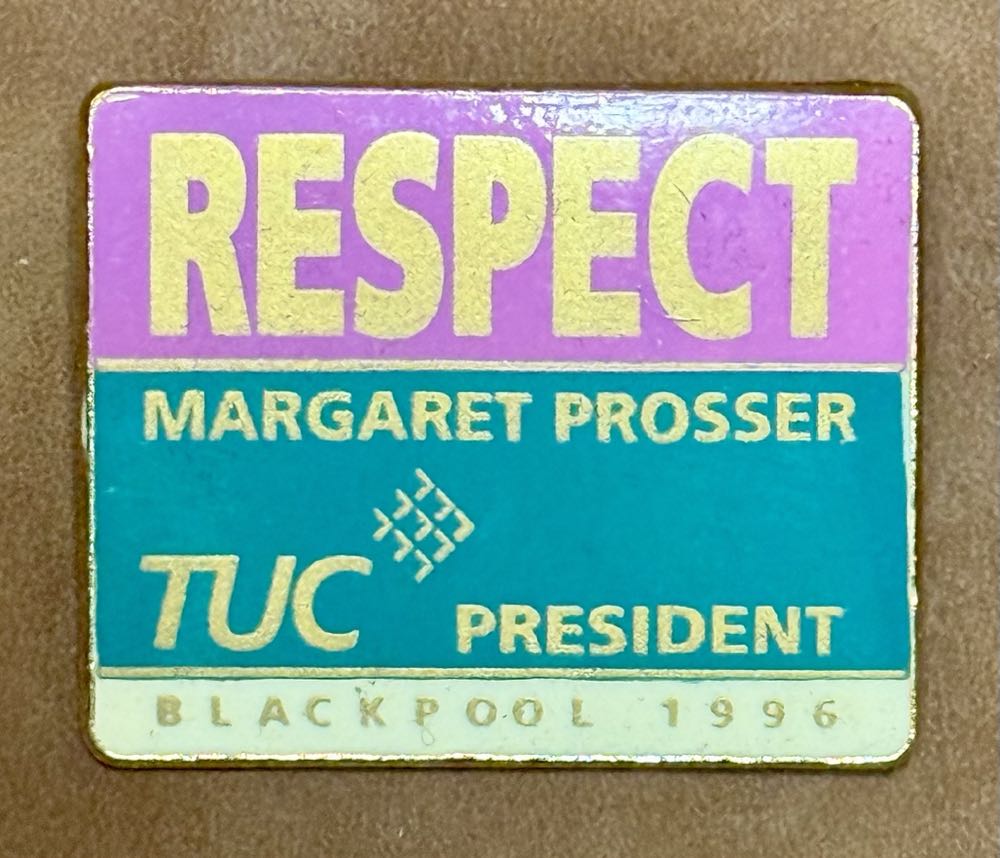 RESPECT
MARGARET PROSSER
TUC
PRESIDENT
BLACKPOOL 1996